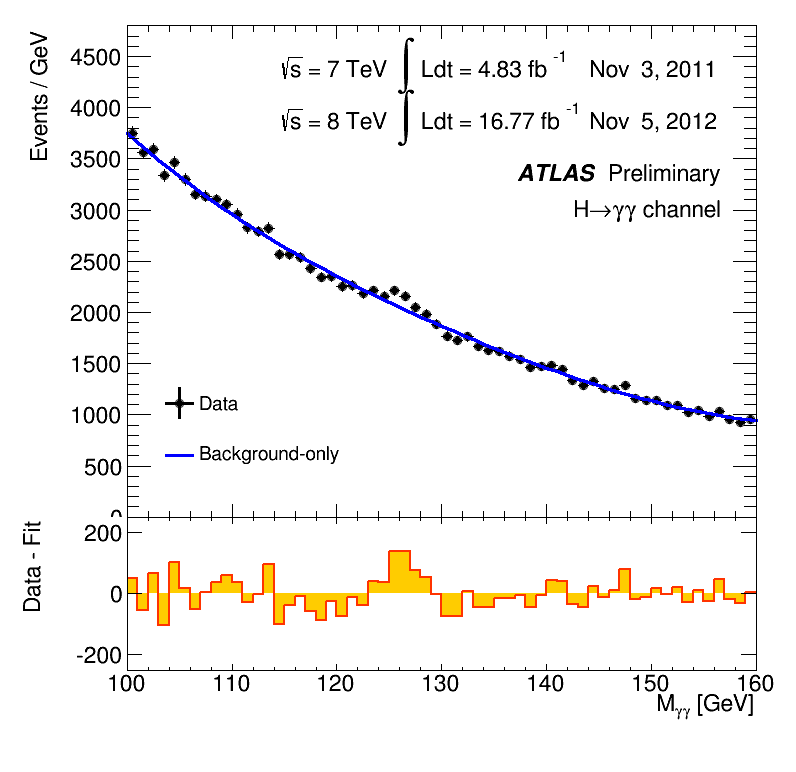 Events / GeV
4500
4000
3500
3000
2500
2000
1500
1000
500
0
√s = 7 TeV ∫ Ldt = 4.83 fb⁻¹ Nov 3, 2011
√s = 8 TeV ∫ Ldt = 16.77 fb⁻¹ Nov 5, 2012
ATLAS Preliminary
H→γγ channel
Data
Background-only
Data - Fit
200
0
-200
100 110 120 130 140 150 160
Mγγ [GeV]